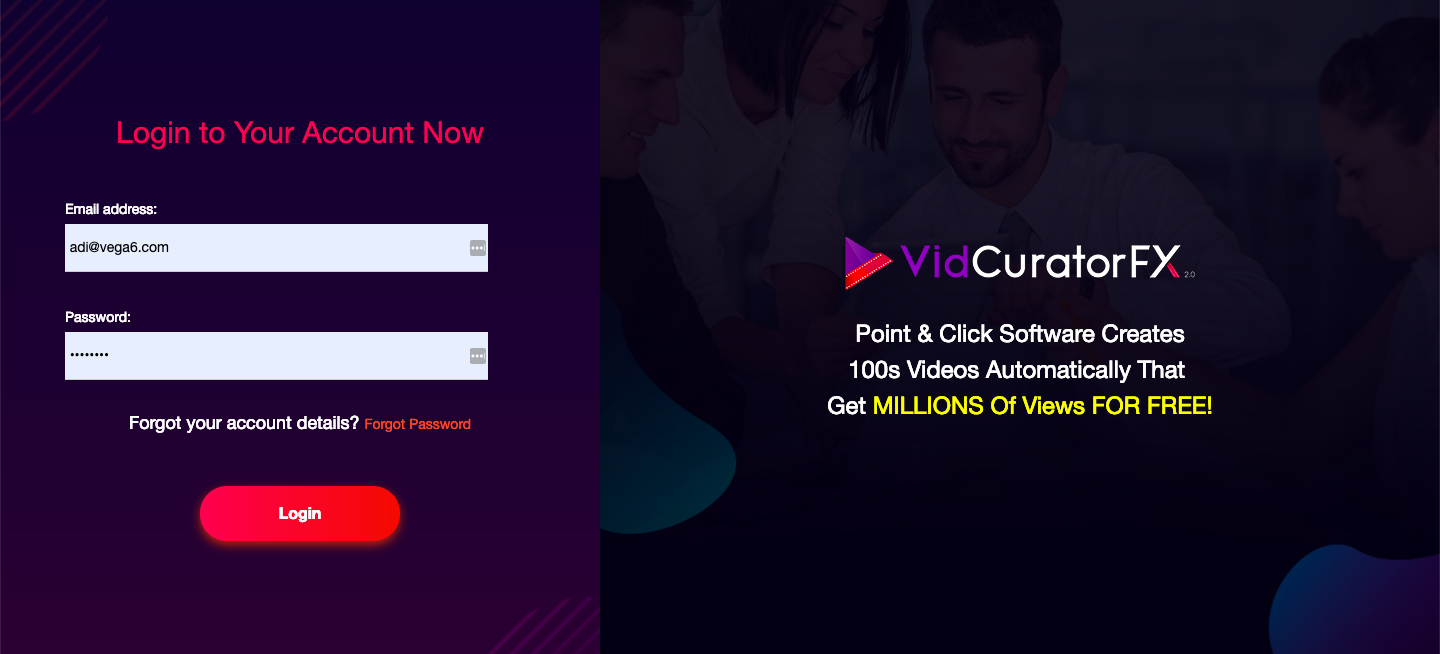 Login to Your Account Now
Email address:
adi@vega6.com
Password:
••••••••
Forgot your account details? Forgot Password
Login
VidCuratorFX 2.0
Point & Click Software Creates
100s Videos Automatically That
Get MILLIONS Of Views FOR FREE!